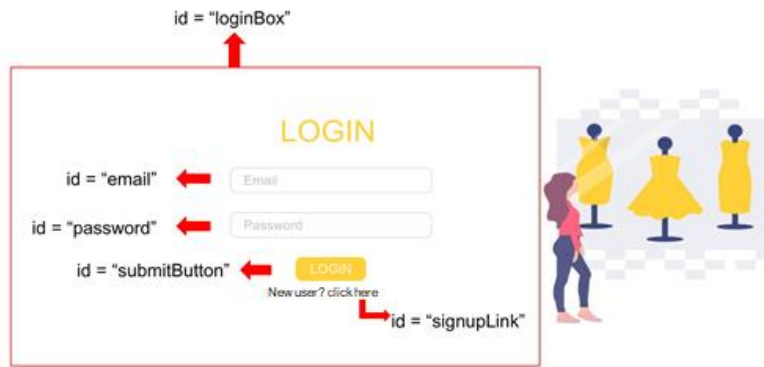 id = “loginBox”
LOGIN
id = “email”
Email
id = “password”
Password
id = “submitButton”
LOGIN
New user? click here
id = “signupLink”